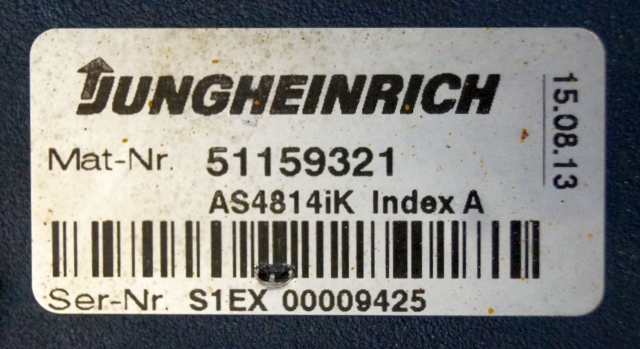 JUNGHEINRICH
15.08.13
Mat-Nr. 51159321
AS4814iK Index A
Ser-Nr. S1EX 00009425